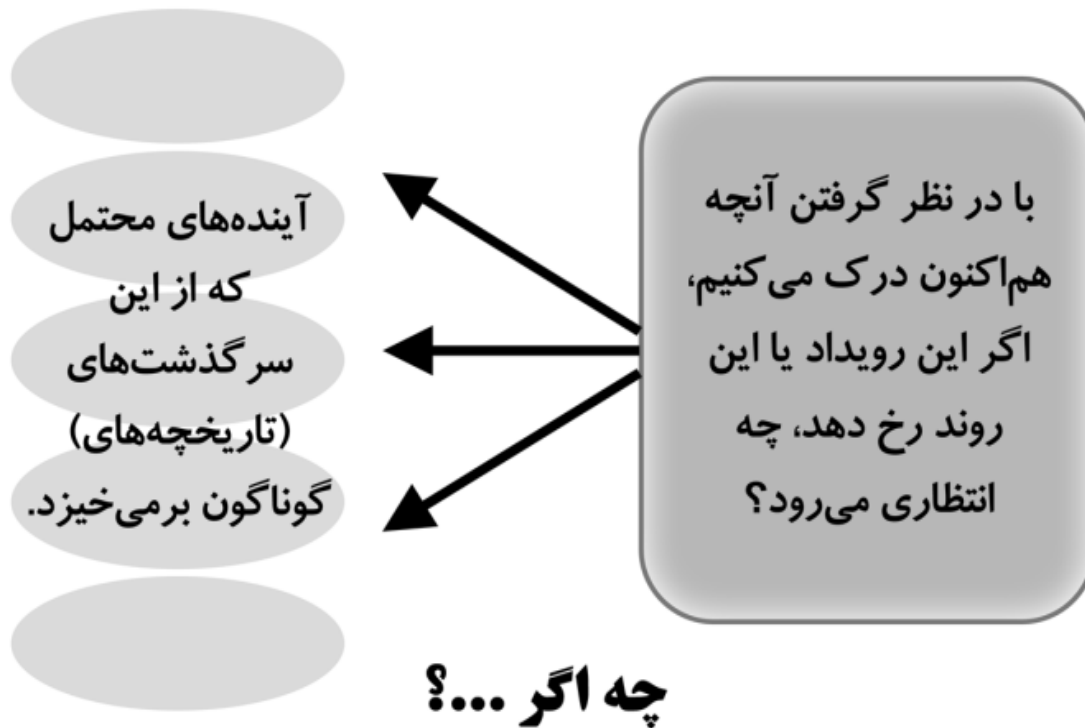 با در نظر گرفتن آنچه
هم‌اکنون درک می‌کنیم،
اگر این رویداد یا این
روند رخ دهد، چه
انتظاری می‌رود؟
آینده‌های محتمل
که از این
سرگذشت‌های
(تاریخچه‌های)
گوناگون برمی‌خیزد.
چه اگر ...؟